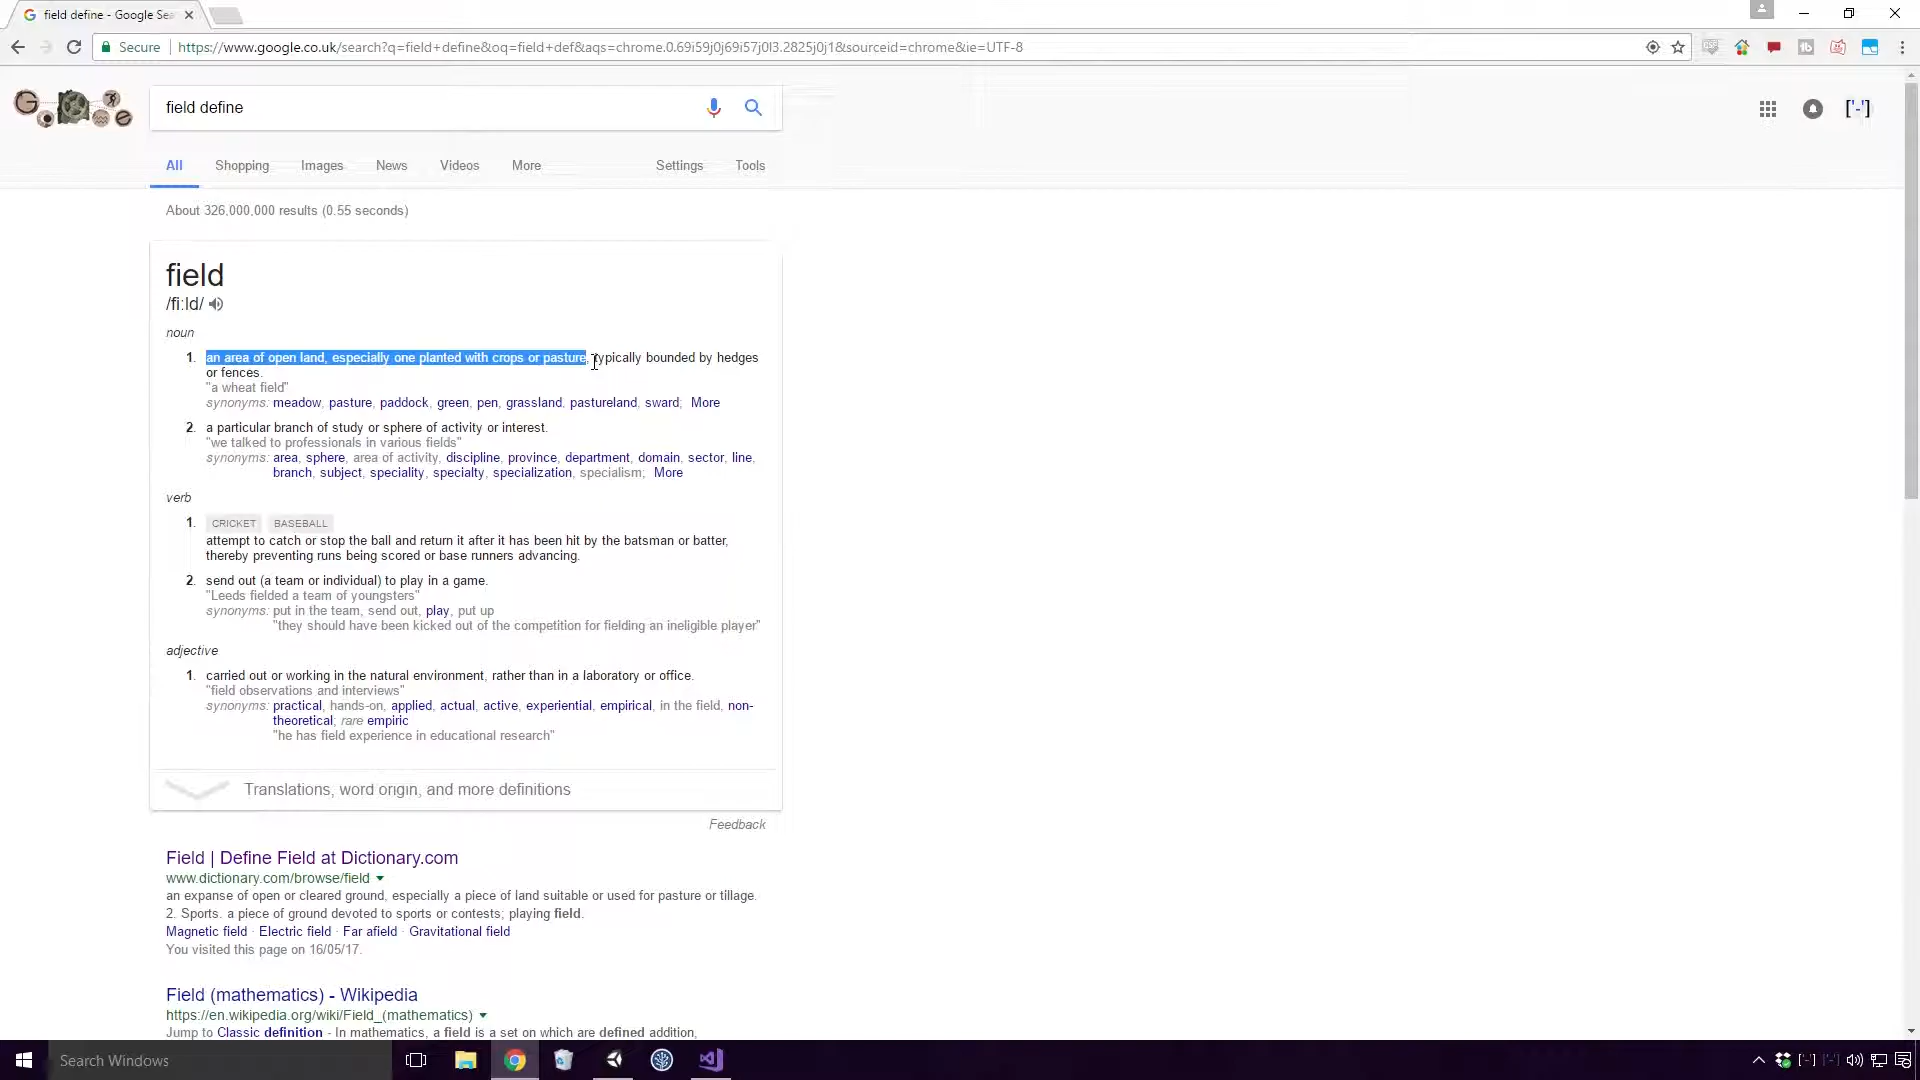 field define - Google Sea
Secure
https://www.google.co.uk/search?q=field+define&oq=field+def&aqs=chrome.0.69i59j0j69i57j0l3.2825j0j1&sourceid=chrome&ie=UTF-8
field define
['-']
All Shopping Images News Videos More Settings Tools
About 326,000,000 results (0.55 seconds)
field
/fiːld/
noun
1. an area of open land, especially one planted with crops or pasture, typically bounded by hedges
or fences.
"a wheat field"
synonyms: meadow, pasture, paddock, green, pen, grassland, pastureland, sward; More
2. a particular branch of study or sphere of activity or interest.
"we talked to professionals in various fields"
synonyms: area, sphere, area of activity, discipline, province, department, domain, sector, line,
branch, subject, speciality, specialty, specialization, specialism; More
verb
1. CRICKET BASEBALL
attempt to catch or stop the ball and return it after it has been hit by the batsman or batter,
thereby preventing runs being scored or base runners advancing.
2. send out (a team or individual) to play in a game.
"Leeds fielded a team of youngsters"
synonyms: put in the team, send out, play, put up
"they should have been kicked out of the competition for fielding an ineligible player"
adjective
1. carried out or working in the natural environment, rather than in a laboratory or office.
"field observations and interviews"
synonyms: practical, hands-on, applied, actual, active, experiential, empirical, in the field, non-
theoretical; rare empiric
"he has field experience in educational research"
Translations, word origin, and more definitions
Feedback
Field | Define Field at Dictionary.com
www.dictionary.com/browse/field
an expanse of open or cleared ground, especially a piece of land suitable or used for pasture or tillage.
2. Sports. a piece of ground devoted to sports or contests; playing field.
Magnetic field · Electric field · Far afield · Gravitational field
You visited this page on 16/05/17.
Field (mathematics) - Wikipedia
https://en.wikipedia.org/wiki/Field_(mathematics)
Jump to Classic definition - In mathematics, a field is a set on which are defined addition,
Search Windows